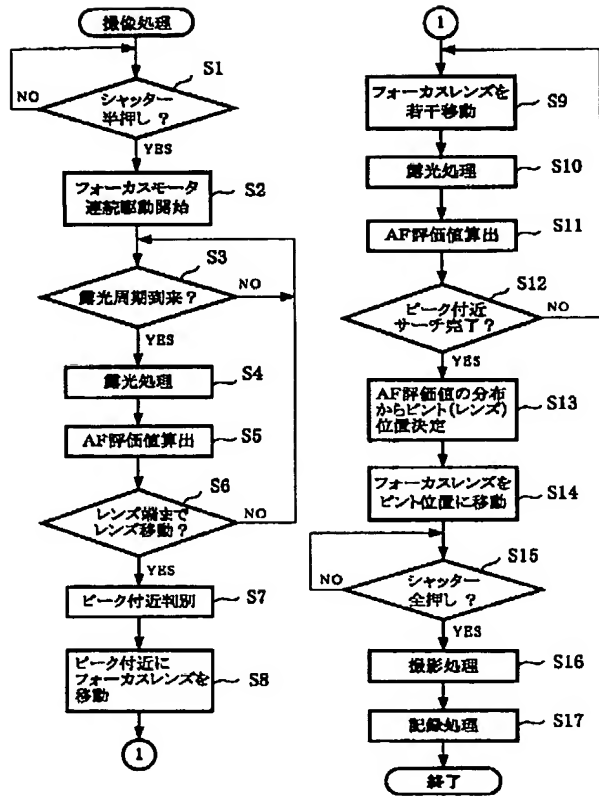 撮像処理
S1
シャッター
半押し?
NO
YES
フォーカスモータ
連続駆動開始
S2
S3
露光周期到来?
NO
YES
露光処理
S4
AF評価値算出
S5
S6
レンズ端まで
レンズ移動?
NO
YES
ピーク付近判別
S7
ピーク付近に
フォーカスレンズを
移動
S8
1
1
フォーカスレンズを
若干移動
S9
露光処理
S10
AF評価値算出
S11
S12
ピーク付近
サーチ完了?
NO
YES
AF評価値の分布
からピント(レンズ)
位置決定
S13
フォーカスレンズを
ピント位置に移動
S14
S15
シャッター
全押し?
NO
YES
撮影処理
S16
記録処理
S17
終了